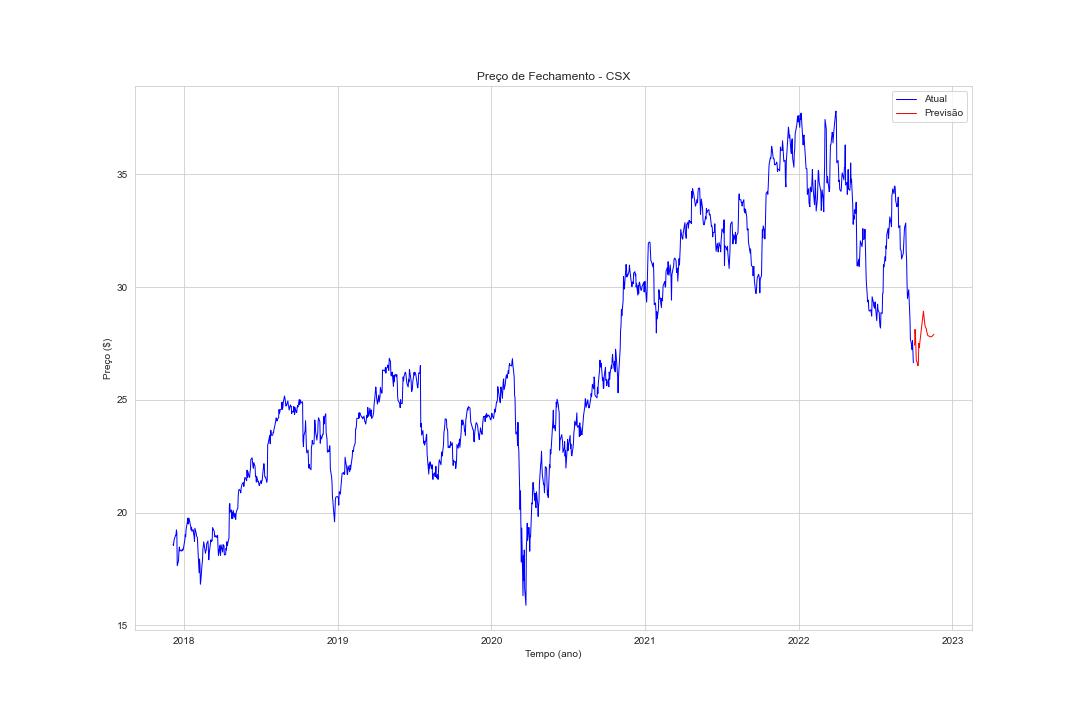 Preço de Fechamento - CSX
Atual
Previsão
Preço ($)
35
30
25
20
15
2018
2019
2020
2021
2022
2023
Tempo (ano)